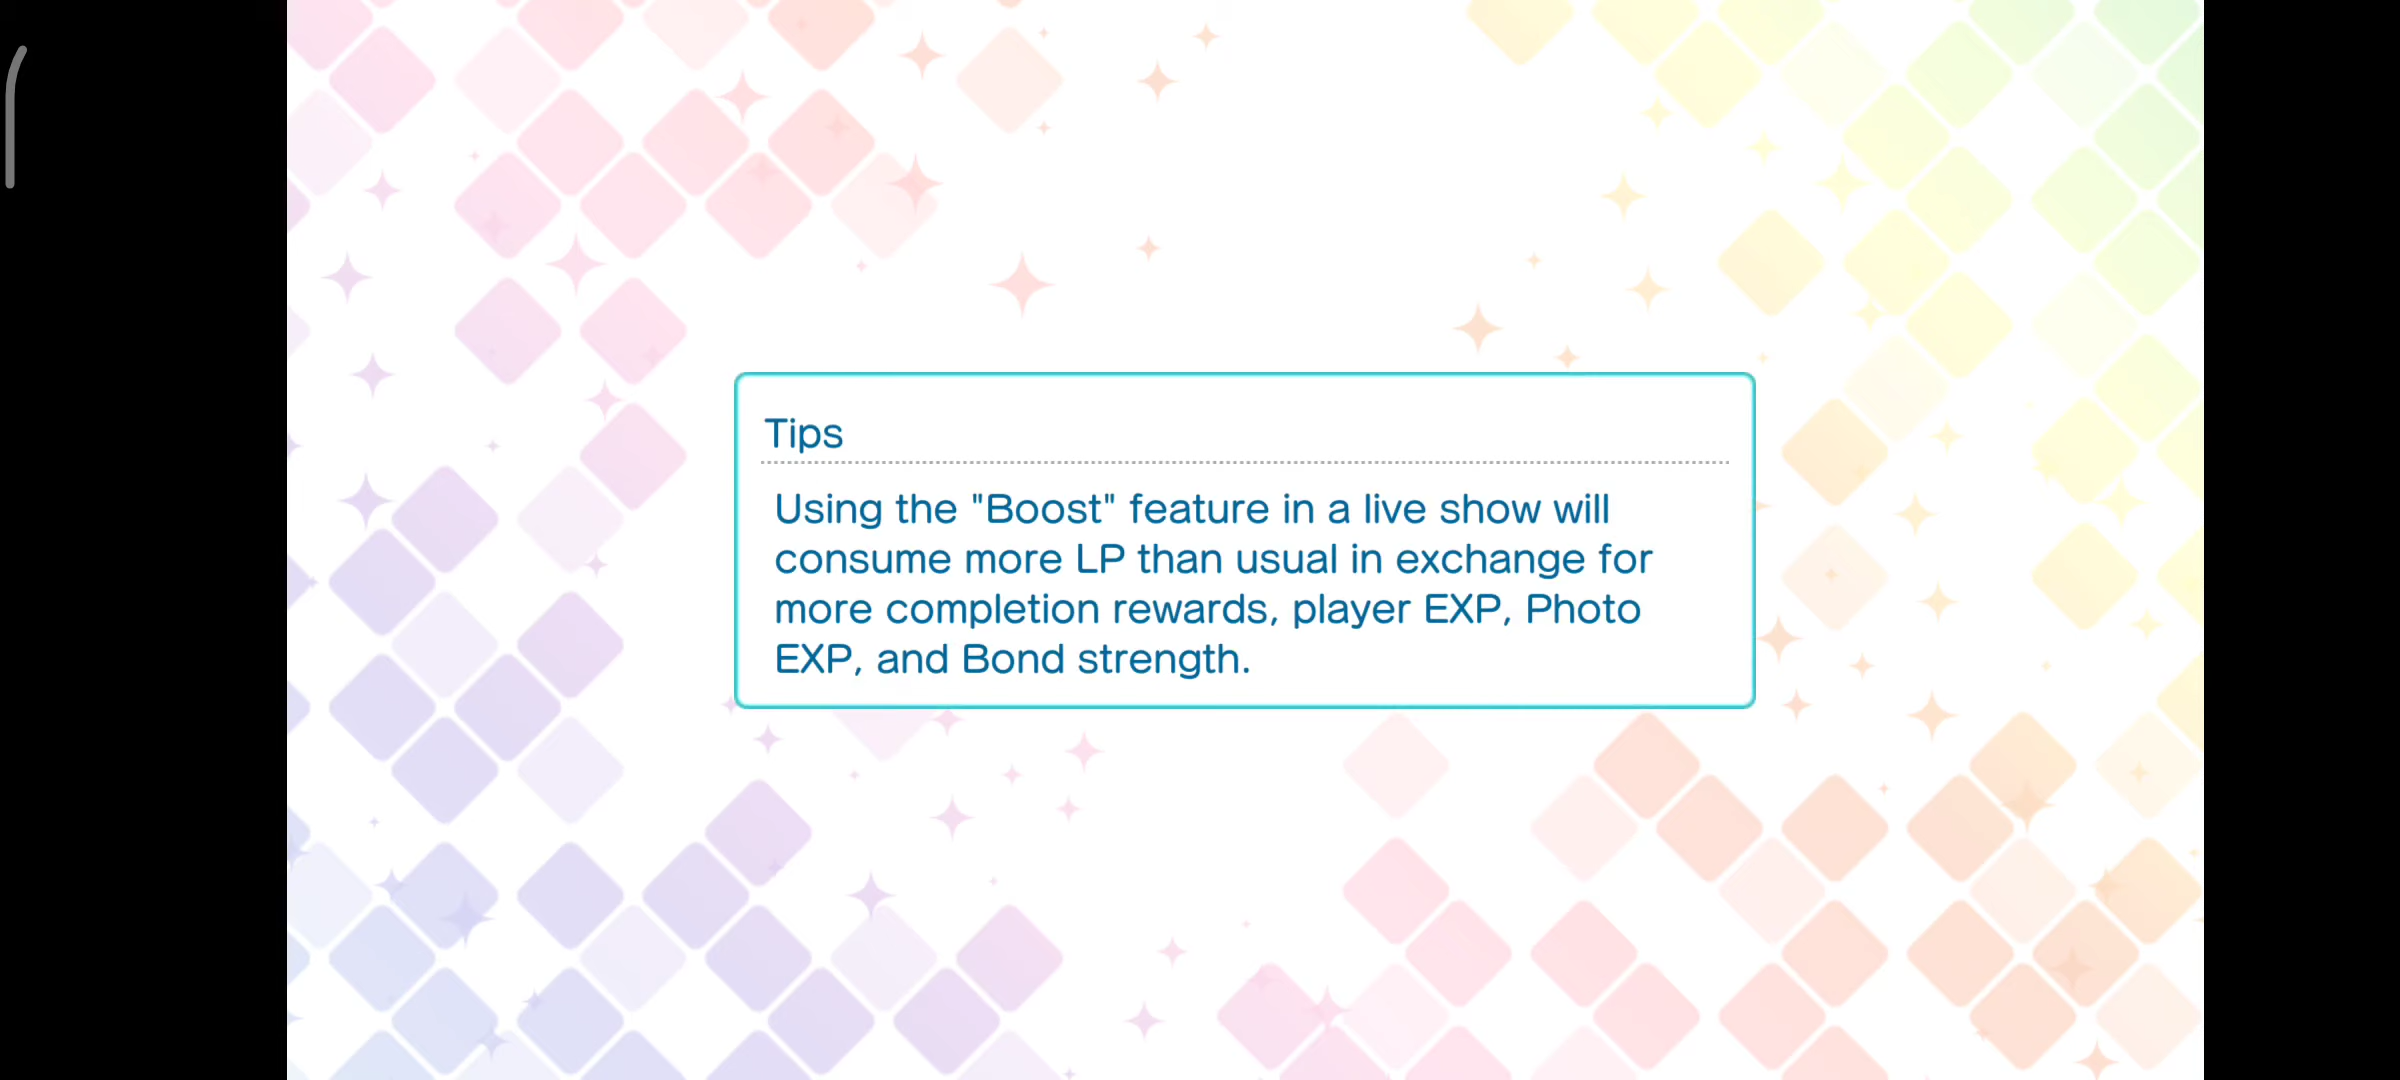 Tips
Using the "Boost" feature in a live show will
consume more LP than usual in exchange for
more completion rewards, player EXP, Photo
EXP, and Bond strength.